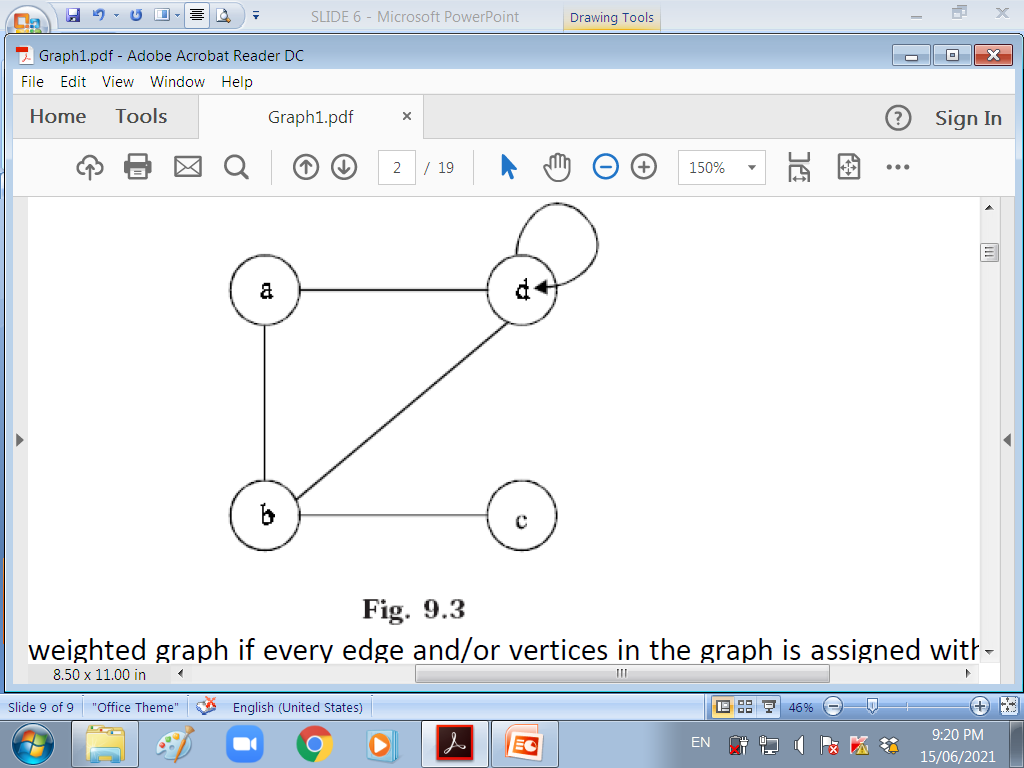 SLIDE 6 - Microsoft PowerPoint
Drawing Tools
Graph1.pdf - Adobe Acrobat Reader DC
File Edit View Window Help
Home Tools Graph1.pdf × ? Sign In
2 / 19 150%
a d
b c
Fig. 9.3
weighted graph if every edge and/or vertices in the graph is assigned with
8.50 x 11.00 in
Slide 9 of 9 "Office Theme" English (United States) 46%
EN 9:20 PM
15/06/2021